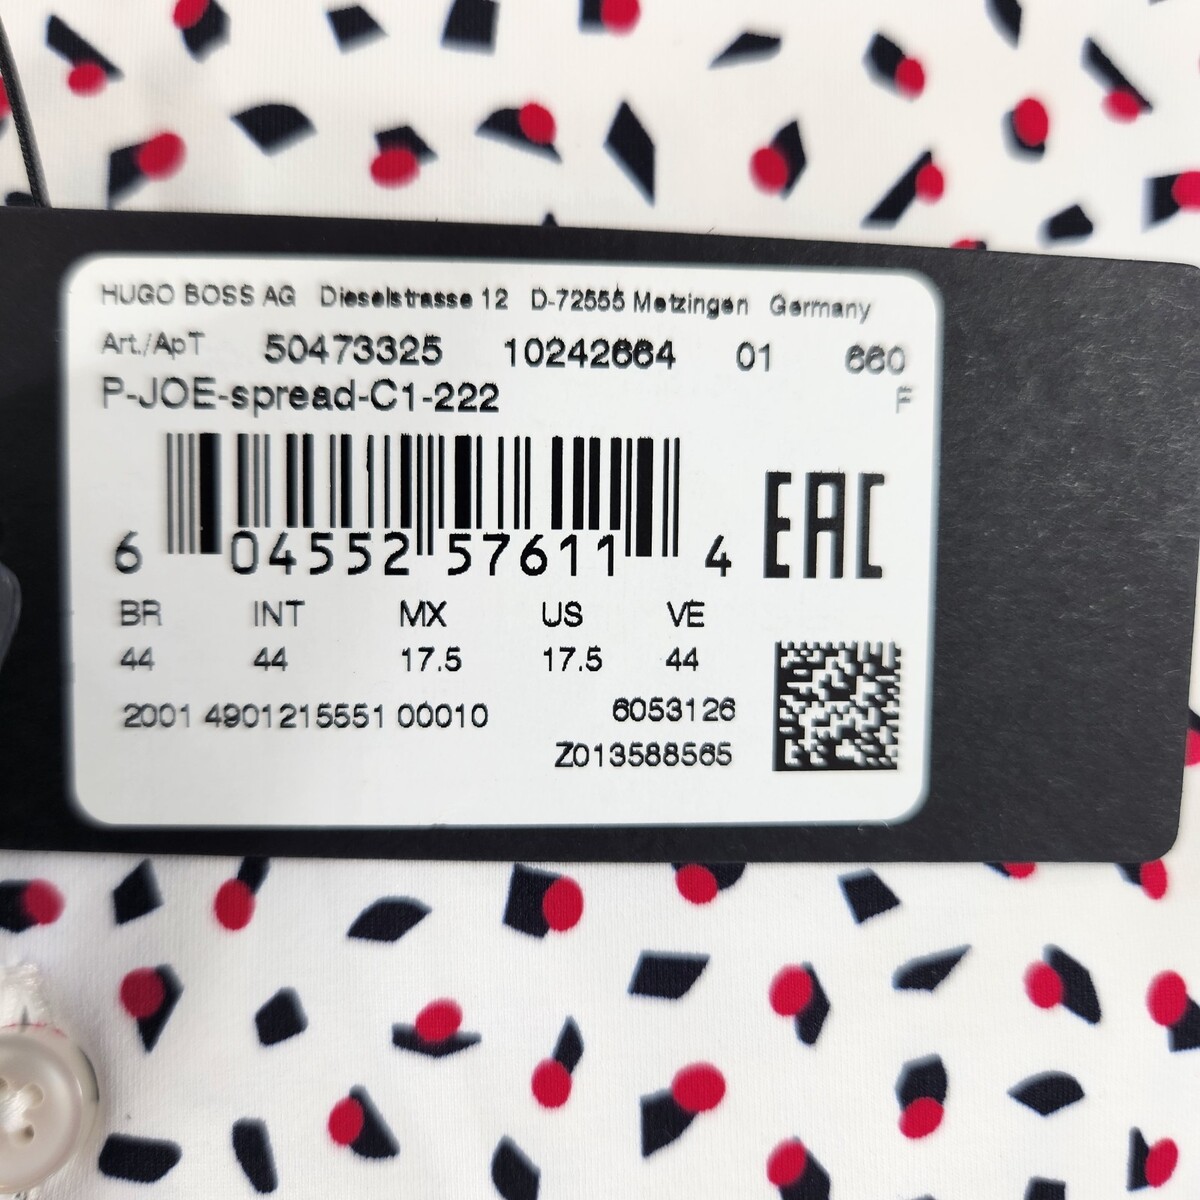 HUGO BOSS AG Dieselstrasse 12 D-72555 Metzingen Germany
Art./ApT 50473325 10242664 01 660
P-JOE-spread-C1-222 F
EAC
6 04552 57611 4
BR INT MX US VE
44 44 17.5 17.5 44
2001 4901215551 00010 6053126
Z013588565